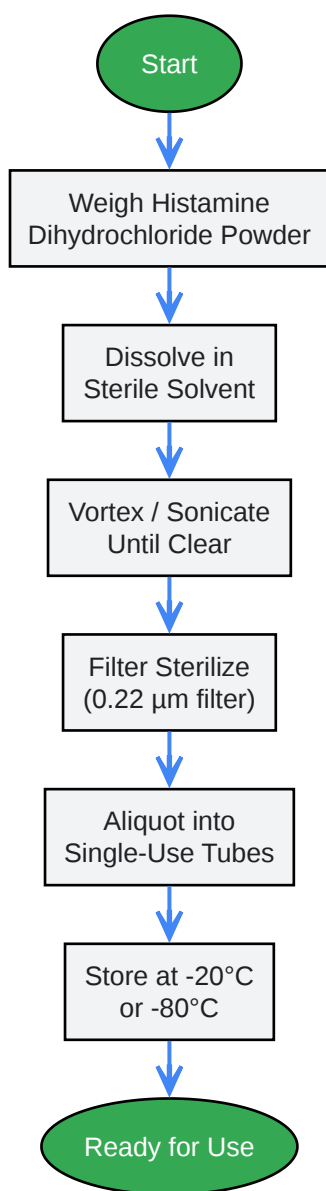 Start
Weigh Histamine
Dihydrochloride Powder
Dissolve in
Sterile Solvent
Vortex / Sonicate
Until Clear
Filter Sterilize
(0.22 µm filter)
Aliquot into
Single-Use Tubes
Store at -20°C
or -80°C
Ready for Use